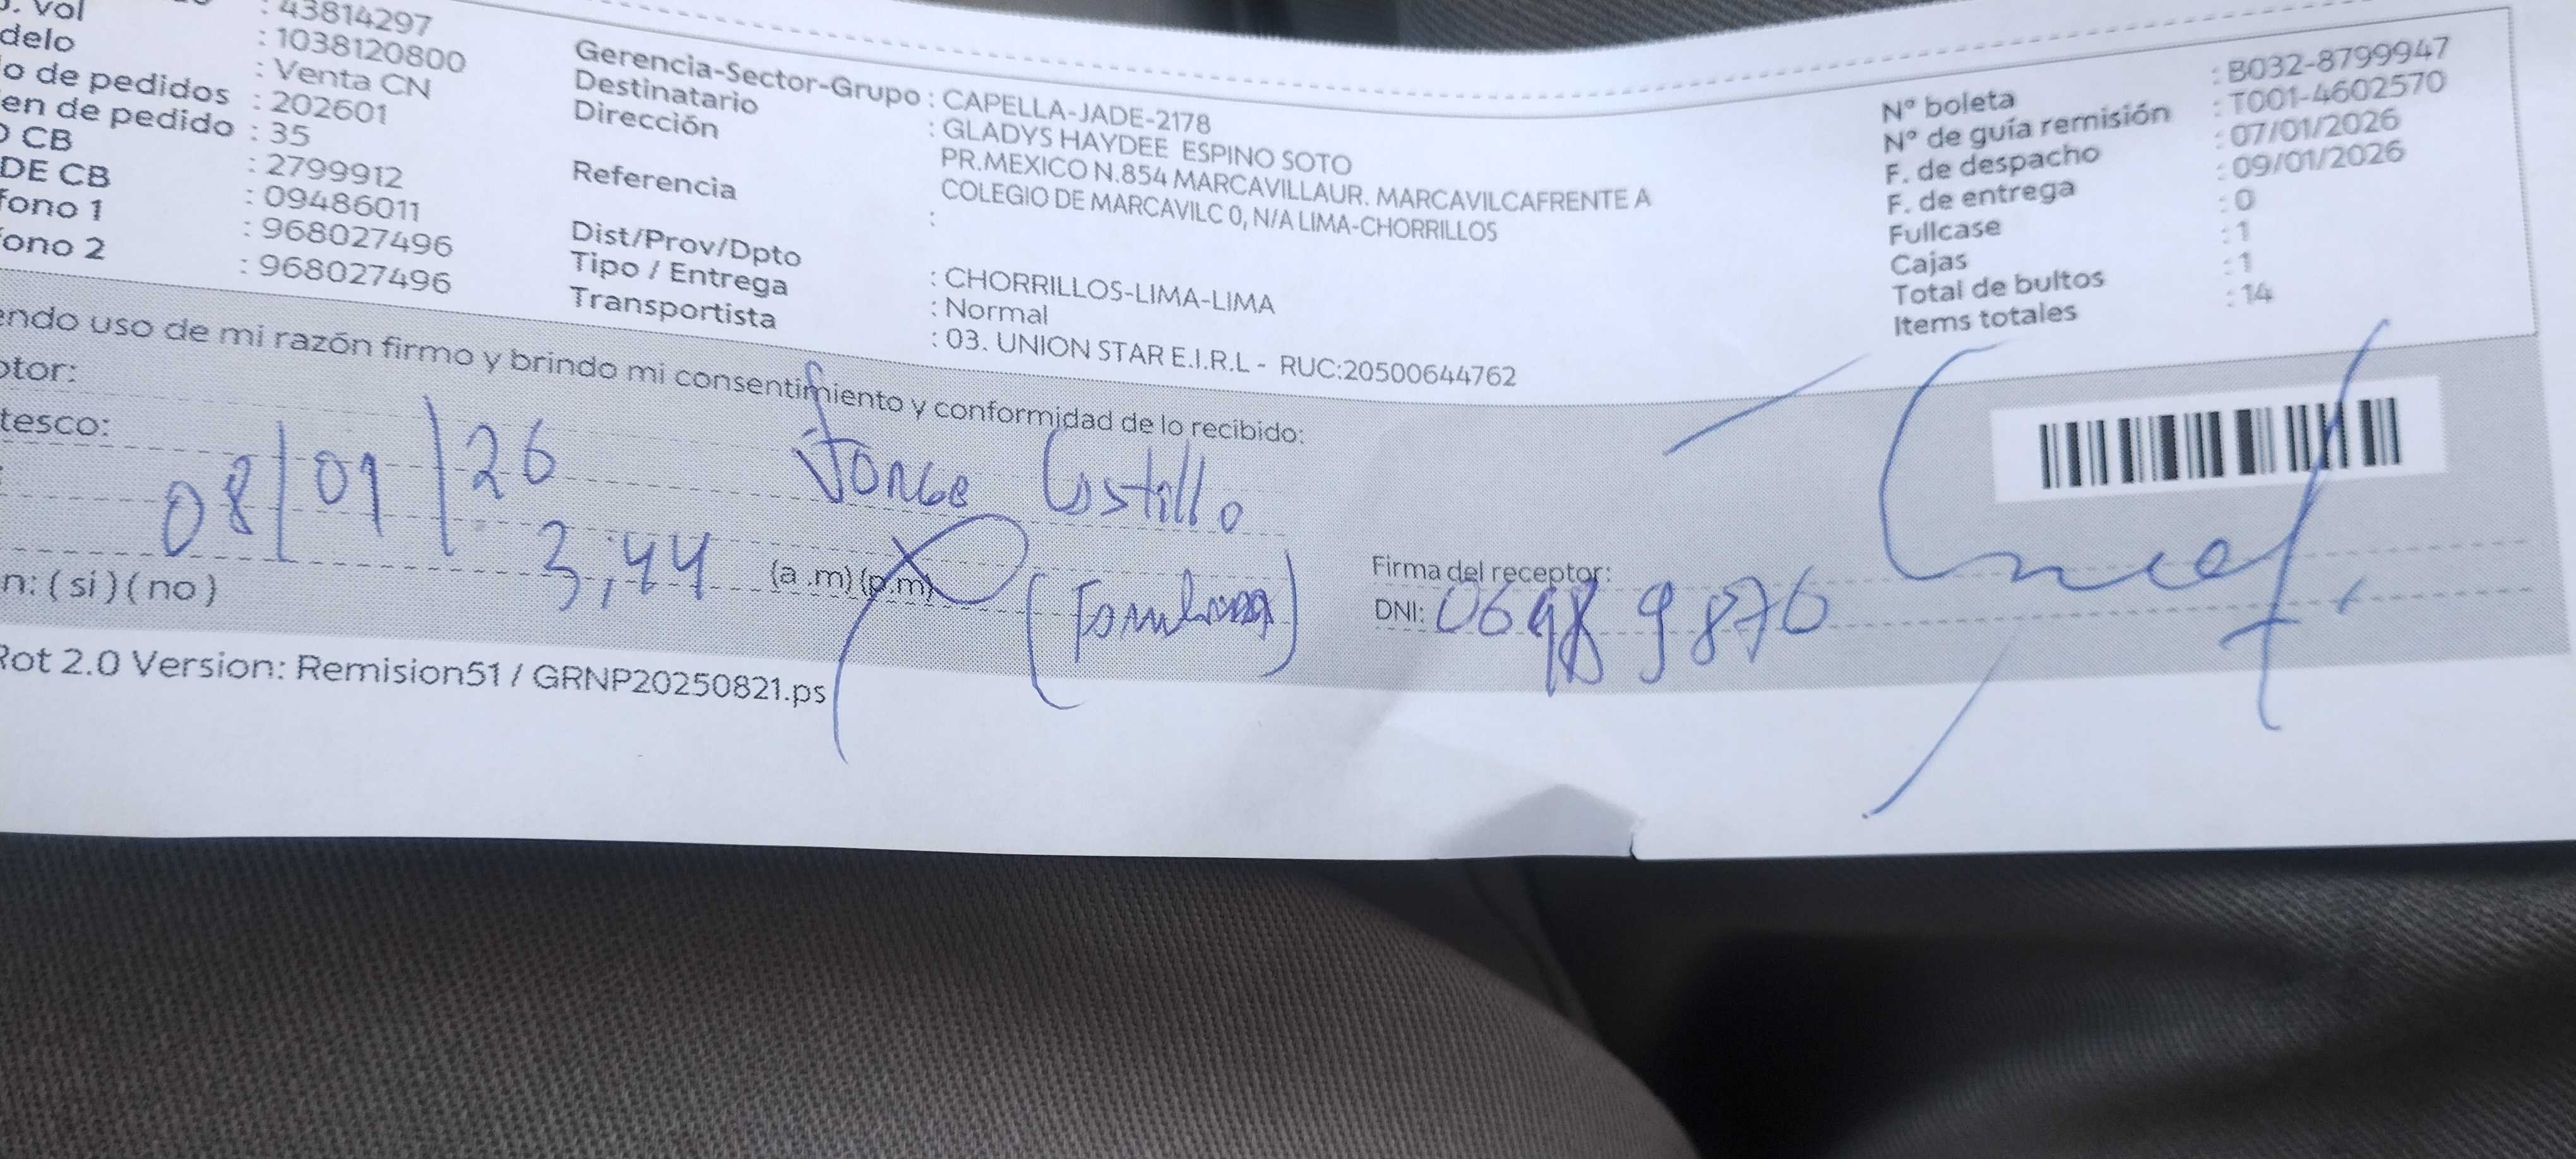 . vol : 43814297
delo : 1038120800
o de pedidos : Venta CN
en de pedido : 202601
CB : 35
DE CB : 2799912
fono 1 : 09486011
ono 2 : 968027496
: 968027496
Gerencia-Sector-Grupo : CAPELLA-JADE-2178
Destinatario : GLADYS HAYDEE ESPINO SOTO
Dirección PR.MEXICO N.854 MARCAVILLAUR. MARCAVILCAFRENTE A
COLEGIO DE MARCAVILC 0, N/A LIMA-CHORRILLOS
Referencia :
Dist/Prov/Dpto : CHORRILLOS-LIMA-LIMA
Tipo / Entrega : Normal
Transportista : 03. UNION STAR E.I.R.L - RUC:20500644762
N° boleta : B032-8799947
N° de guía remisión : T001-4602570
F. de despacho : 07/01/2026
F. de entrega : 09/01/2026
Fullcase : 0
Cajas : 1
Total de bultos : 1
Items totales : 14
endo uso de mi razón firmo y brindo mi consentimiento y conformidad de lo recibido:
ptor: Jorge Castillo
tesco:
: 08/01/26
3,44 (a .m) (p.m)
n: ( si ) ( no )
Firma del receptor:
DNI:
Rot 2.0 Version: Remision51 / GRNP20250821.ps